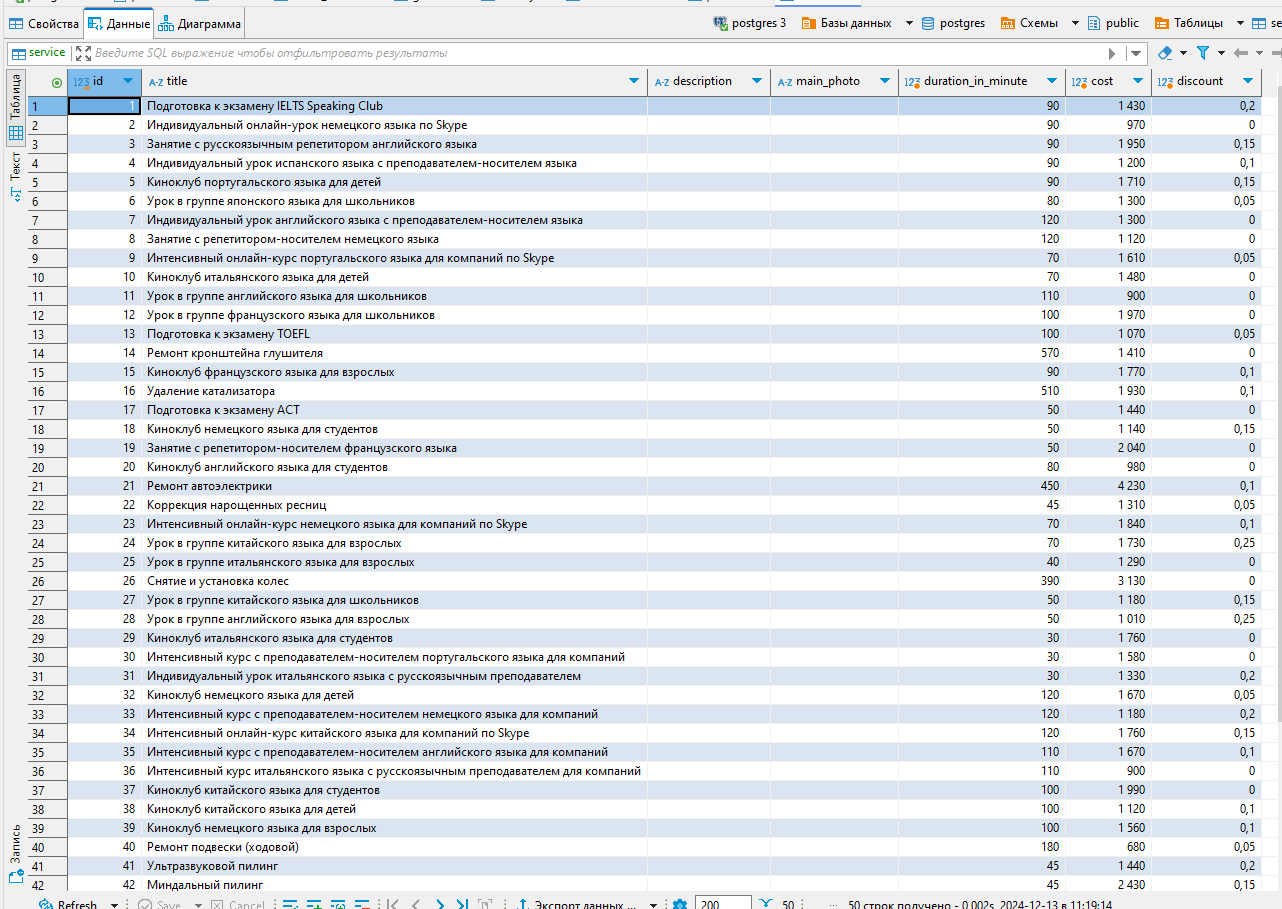 Свойства Данные Диаграмма postgres 3 Базы данных postgres Схемы public Таблицы se
service Введите SQL выражение чтобы отфильтровать результаты
Таблица
Текст
Запись
123 id A-Z title A-Z description A-Z main_photo 123 duration_in_minute 123 cost 123 discount
1 1 Подготовка к экзамену IELTS Speaking Club 90 1 430 0,2
2 2 Индивидуальный онлайн-урок немецкого языка по Skype 90 970 0
3 3 Занятие с русскоязычным репетитором английского языка 90 1 950 0,15
4 4 Индивидуальный урок испанского языка с преподавателем-носителем языка 90 1 200 0,1
5 5 Киноклуб португальского языка для детей 90 1 710 0,15
6 6 Урок в группе японского языка для школьников 80 1 300 0,05
7 7 Индивидуальный урок английского языка с преподавателем-носителем языка 120 1 300 0
8 8 Занятие с репетитором-носителем немецкого языка 120 1 120 0
9 9 Интенсивный онлайн-курс португальского языка для компаний по Skype 70 1 610 0,05
10 10 Киноклуб итальянского языка для детей 70 1 480 0
11 11 Урок в группе английского языка для школьников 110 900 0
12 12 Урок в группе французского языка для школьников 100 1 970 0
13 13 Подготовка к экзамену TOEFL 100 1 070 0,05
14 14 Ремонт кронштейна глушителя 570 1 410 0
15 15 Киноклуб французского языка для взрослых 90 1 770 0,1
16 16 Удаление катализатора 510 1 930 0,1
17 17 Подготовка к экзамену ACT 50 1 440 0
18 18 Киноклуб немецкого языка для студентов 50 1 140 0,15
19 19 Занятие с репетитором-носителем французского языка 50 2 040 0
20 20 Киноклуб английского языка для студентов 80 980 0
21 21 Ремонт автоэлектрики 450 4 230 0,1
22 22 Коррекция нарощенных ресниц 45 1 310 0,05
23 23 Интенсивный онлайн-курс немецкого языка для компаний по Skype 70 1 840 0,1
24 24 Урок в группе китайского языка для взрослых 70 1 730 0,25
25 25 Урок в группе итальянского языка для взрослых 40 1 290 0
26 26 Снятие и установка колес 390 3 130 0
27 27 Урок в группе китайского языка для школьников 50 1 180 0,15
28 28 Урок в группе английского языка для взрослых 50 1 010 0,25
29 29 Киноклуб итальянского языка для студентов 30 1 760 0
30 30 Интенсивный курс с преподавателем-носителем португальского языка для компаний 30 1 580 0
31 31 Индивидуальный урок итальянского языка с русскоязычным преподавателем 30 1 330 0,2
32 32 Киноклуб немецкого языка для детей 120 1 670 0,05
33 33 Интенсивный курс с преподавателем-носителем немецкого языка для компаний 120 1 180 0,2
34 34 Интенсивный онлайн-курс китайского языка для компаний по Skype 120 1 760 0,15
35 35 Интенсивный курс с преподавателем-носителем английского языка для компаний 110 1 670 0,1
36 36 Интенсивный курс итальянского языка с русскоязычным преподавателем для компаний 110 900 0
37 37 Киноклуб китайского языка для студентов 100 1 990 0
38 38 Киноклуб китайского языка для детей 100 1 120 0,1
39 39 Киноклуб немецкого языка для взрослых 100 1 560 0,1
40 40 Ремонт подвески (ходовой) 180 680 0,05
41 41 Ультразвуковой пилинг 45 1 440 0,2
42 42 Миндальный пилинг 45 2 430 0,15
Refresh Save Cancel Экспорт данных ... 200 50 ... 50 строк получено - 0.002s, 2024-12-13 в 11:19:14